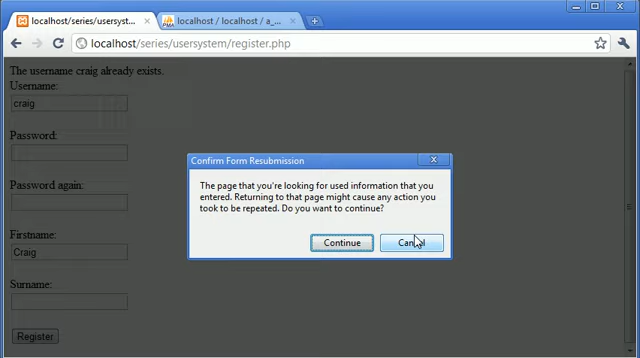 localhost/series/usersyst...
localhost / localhost / a_
PMA
localhost/series/usersystem/register.php
The username craig already exists.
Username:
craig
Password:
Password again:
Firstname:
Craig
Surname:
Register
Confirm Form Resubmission
The page that you're looking for used information that you
entered. Returning to that page might cause any action you
took to be repeated. Do you want to continue?
Continue
Cancel